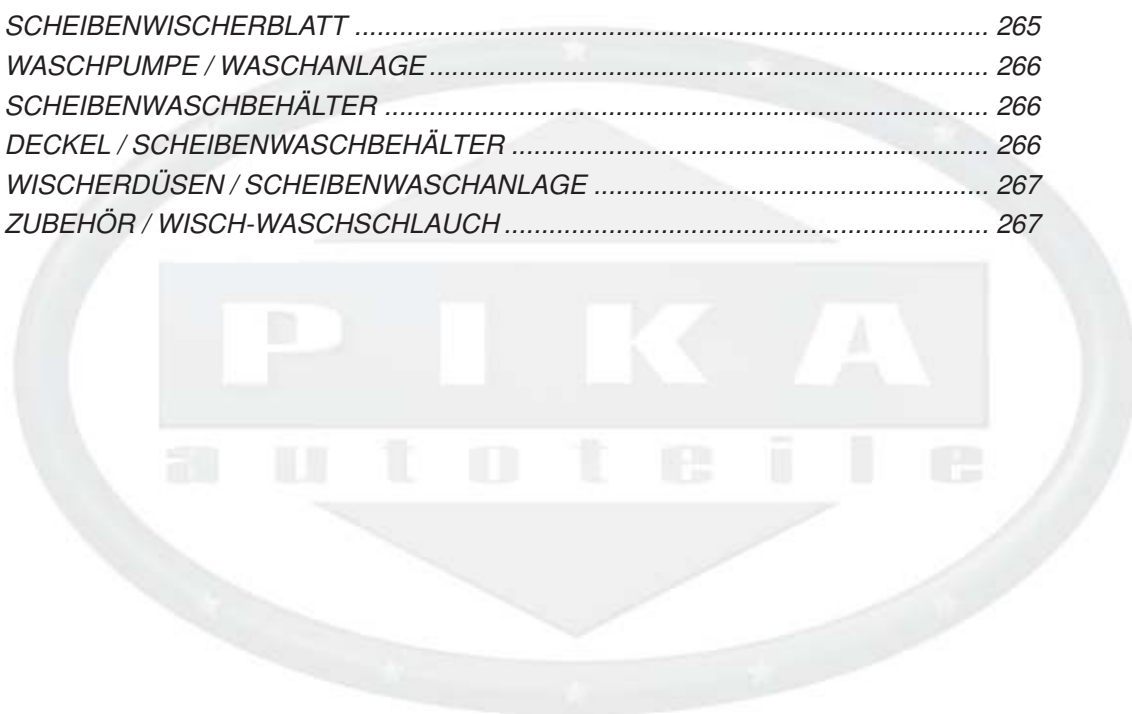 SCHEIBENWISCHERBLATT ........................................................................................ 265
WASCHPUMPE / WASCHANLAGE ............................................................................. 266
SCHEIBENWASCHBEHÄLTER .................................................................................... 266
DECKEL / SCHEIBENWASCHBEHÄLTER .................................................................. 266
WISCHERDÜSEN / SCHEIBENWASCHANLAGE ....................................................... 267
ZUBEHÖR / WISCH-WASCHSCHLAUCH ................................................................... 267
PIKA
autoteile